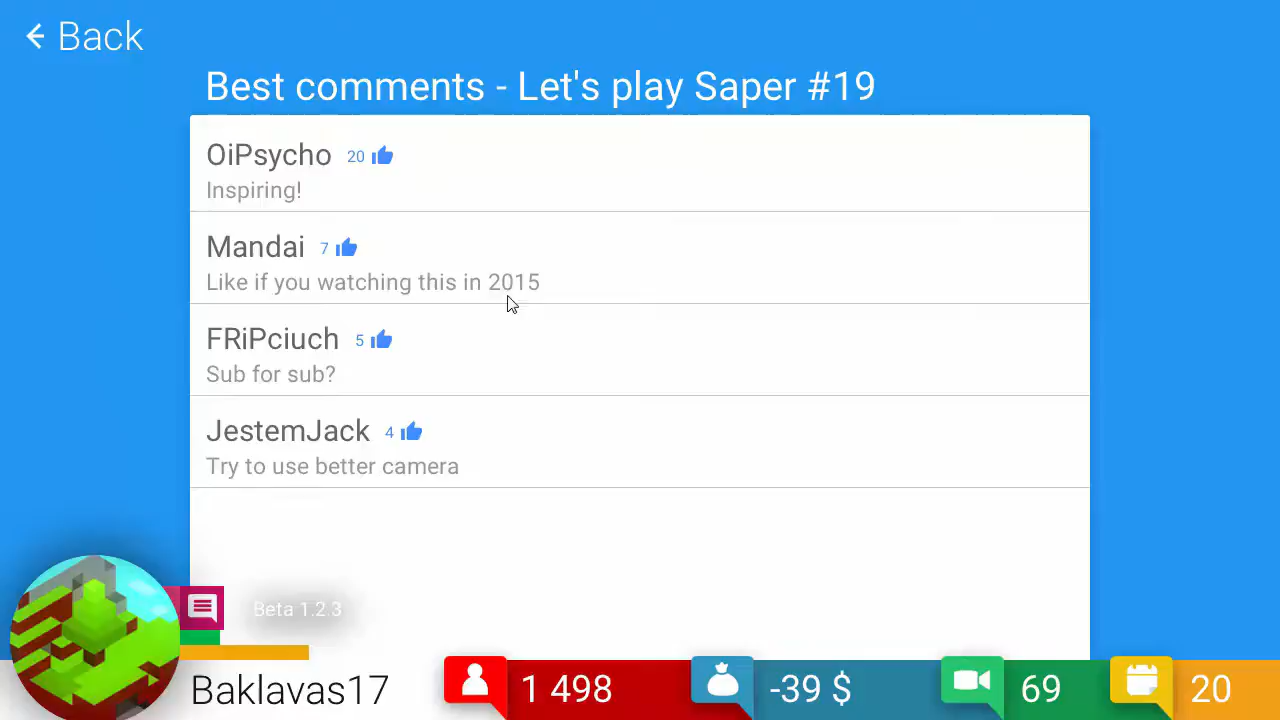 Back
Best comments - Let's play Saper #19
OiPsycho 20
Inspiring!
Mandai 7
Like if you watching this in 2015
FRiPciuch 5
Sub for sub?
JestemJack 4
Try to use better camera
Beta 1.2.3
Baklavas17 1 498 -39 $ 69 20